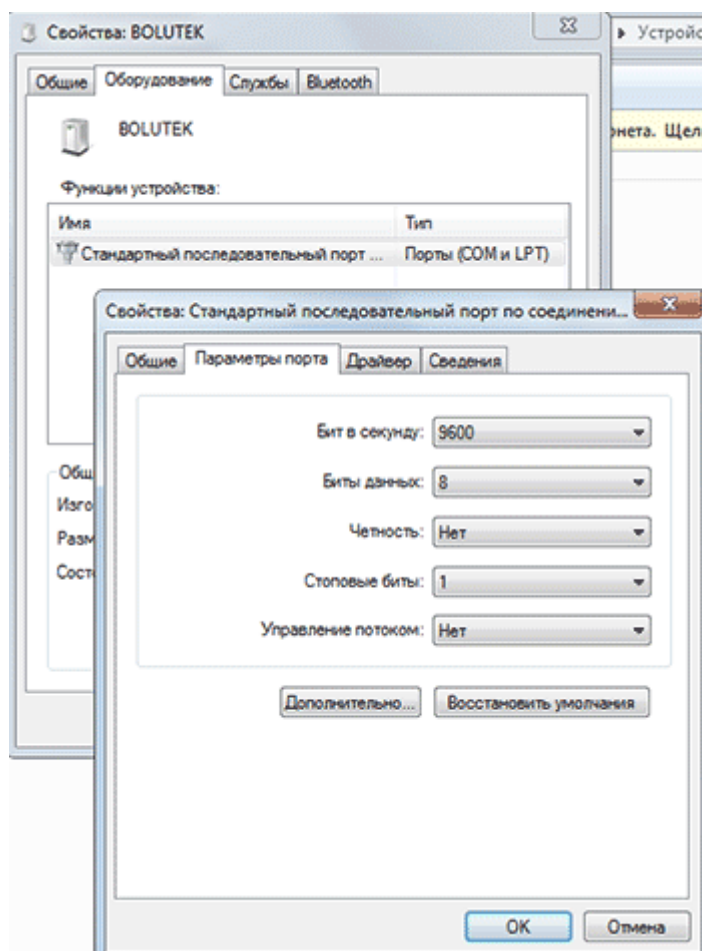 Свойства: BOLUTEK
Устройс
Общие Оборудование Службы Bluetooth
BOLUTEK
рнета. Щел
Функции устройства:
Имя Тип
Стандартный последовательный порт ... Порты (COM и LPT)
Свойства: Стандартный последовательный порт по соединени...
Общие Параметры порта Драйвер Сведения
Бит в секунду: 9600
Биты данных: 8
Общ
Изго
Четность: Нет
Разм
Состо
Стоповые биты: 1
Управление потоком: Нет
Дополнительно... Восстановить умолчания
OK Отмена